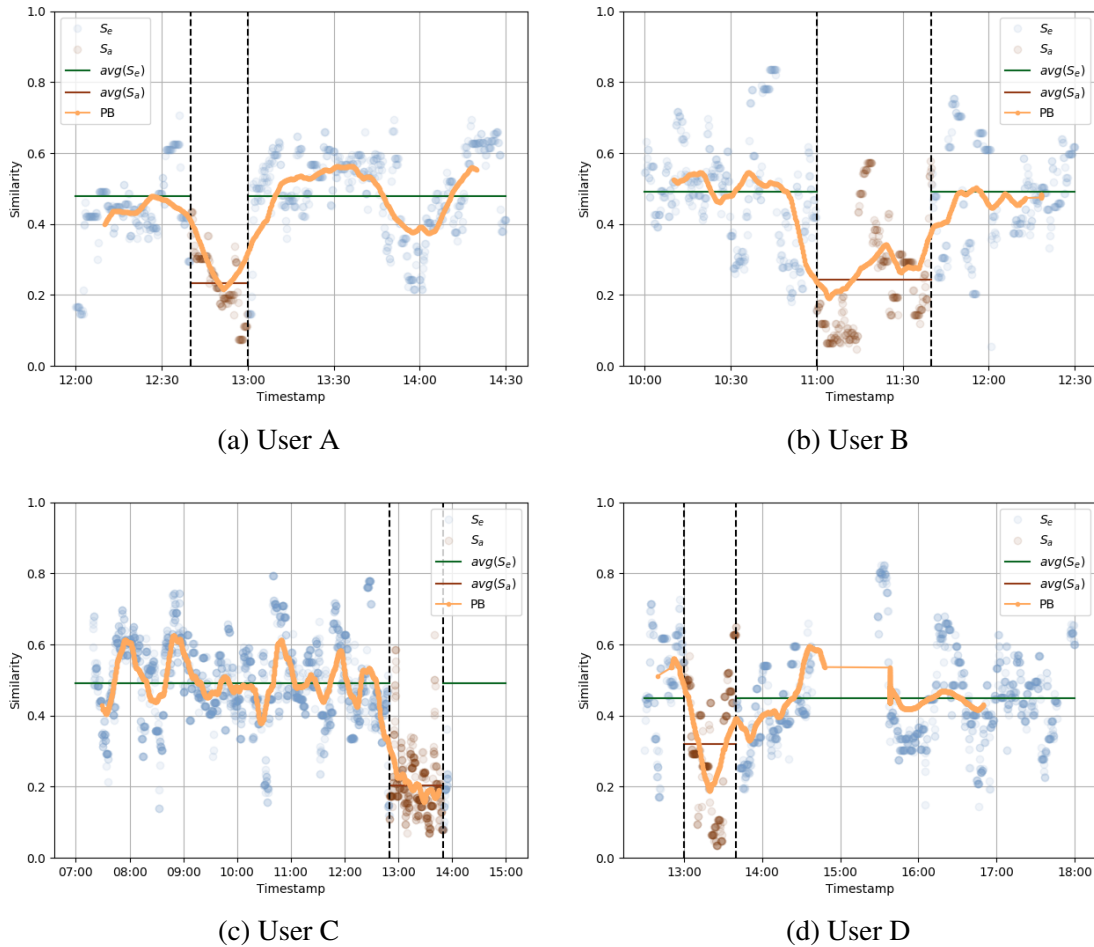 1.0
0.8
0.6
0.4
0.2
0.0
Similarity
S_e
S_a
avg(S_e)
avg(S_a)
PB
12:00 12:30 13:00 13:30 14:00 14:30
Timestamp
(a) User A
1.0
0.8
0.6
0.4
0.2
0.0
Similarity
S_e
S_a
avg(S_e)
avg(S_a)
PB
10:00 10:30 11:00 11:30 12:00 12:30
Timestamp
(b) User B
1.0
0.8
0.6
0.4
0.2
0.0
Similarity
S_e
S_a
avg(S_e)
avg(S_a)
PB
07:00 08:00 09:00 10:00 11:00 12:00 13:00 14:00 15:00
Timestamp
(c) User C
1.0
0.8
0.6
0.4
0.2
0.0
Similarity
S_e
S_a
avg(S_e)
avg(S_a)
PB
13:00 14:00 15:00 16:00 17:00 18:00
Timestamp
(d) User D